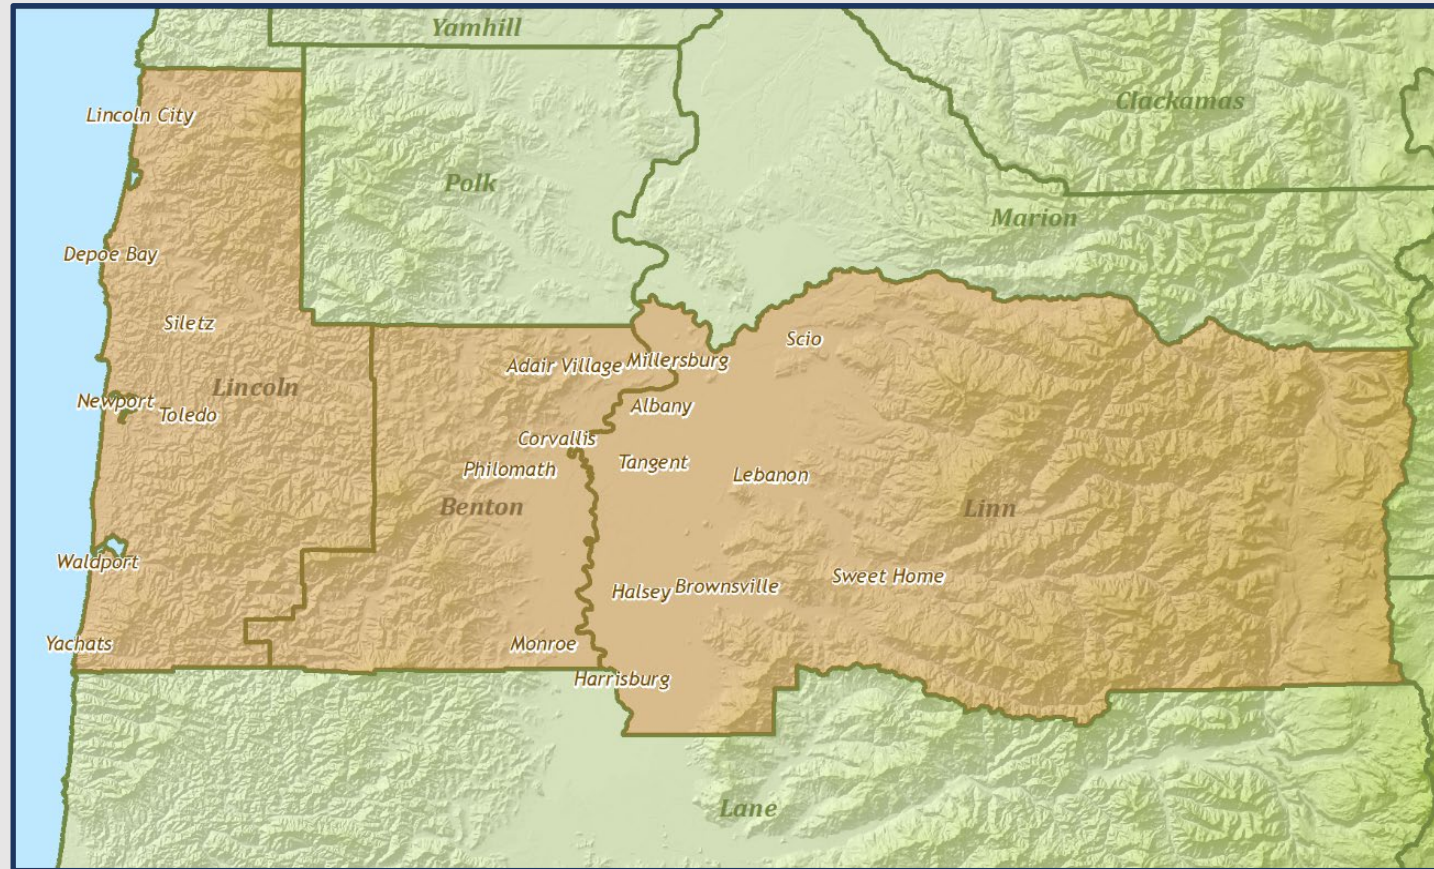 Yamhill
Clackamas
Lincoln City
Polk
Marion
Depoe Bay
Siletz
Scio
Adair Village
Millersburg
Lincoln
Newport
Toledo
Albany
Corvallis
Philomath
Tangent
Lebanon
Benton
Linn
Waldport
Halsey
Brownsville
Sweet Home
Yachats
Monroe
Harrisburg
Lane